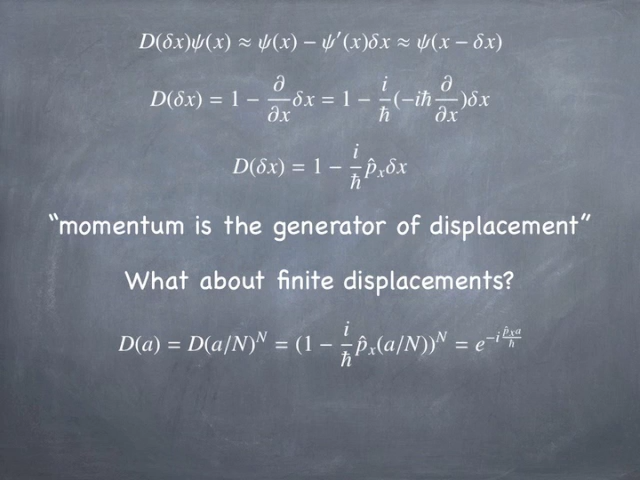 D(δx)ψ(x) ≈ ψ(x) − ψ′(x)δx ≈ ψ(x − δx)
D(δx) = 1 − ∂/∂x δx = 1 − i/ħ (−iħ ∂/∂x)δx
D(δx) = 1 − i/ħ p̂ₓδx
“momentum is the generator of displacement”
What about finite displacements?
D(a) = D(a/N)^N = (1 − i/ħ p̂ₓ(a/N))^N = e^(−i p̂ₓa/ħ)